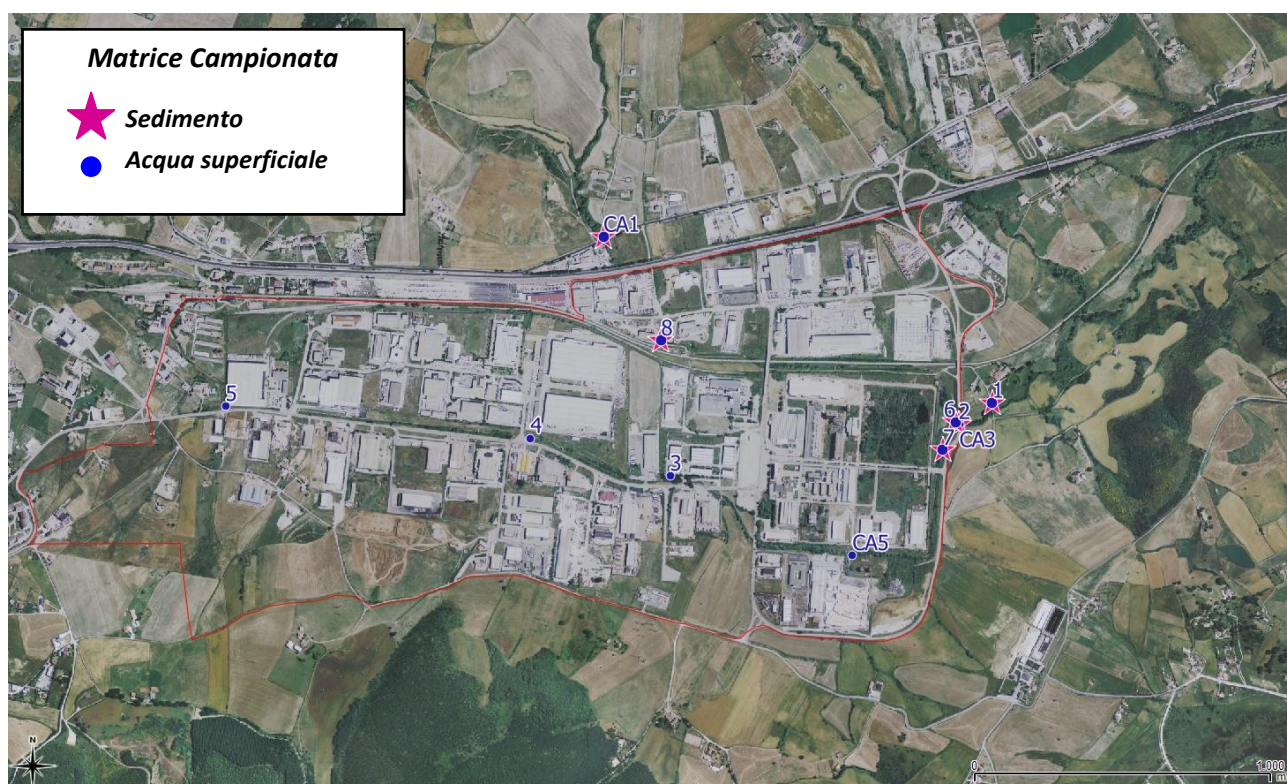 Matrice Campionata
Sedimento
Acqua superficiale
CA1
8
5
1
6 2
4
CA3
7
3
CA5
N
0 1.000
m